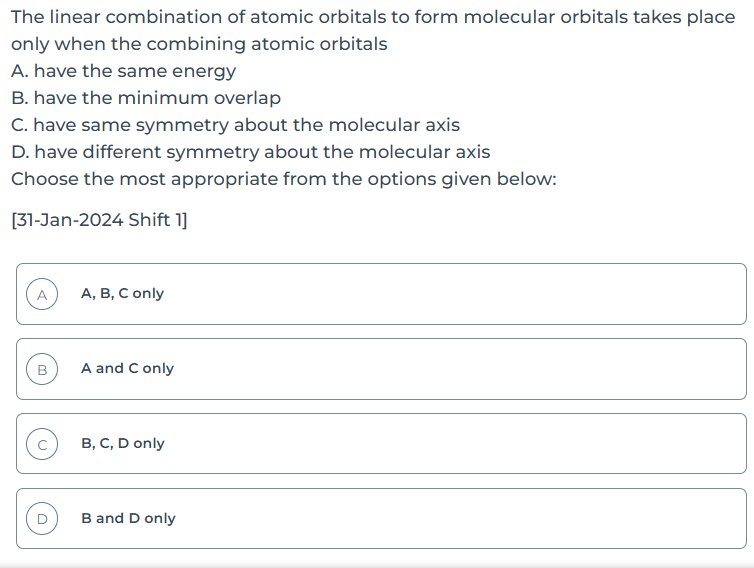 The linear combination of atomic orbitals to form molecular orbitals takes place
only when the combining atomic orbitals
A. have the same energy
B. have the minimum overlap
C. have same symmetry about the molecular axis
D. have different symmetry about the molecular axis
Choose the most appropriate from the options given below:
[31-Jan-2024 Shift 1]
A A, B, C only
B A and C only
C B, C, D only
D B and D only